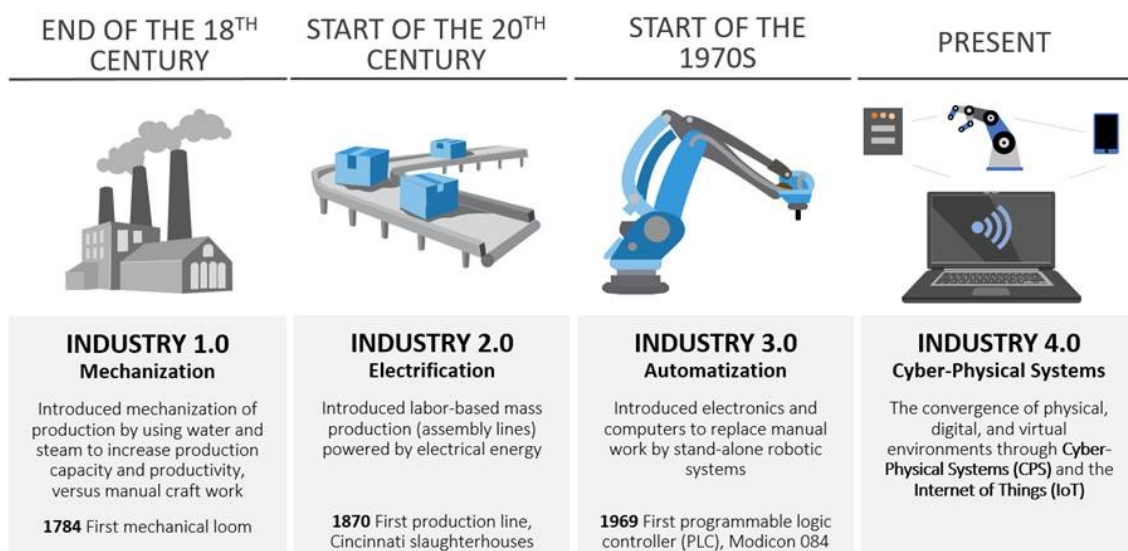 END OF THE 18TH
CENTURY
START OF THE 20TH
CENTURY
START OF THE
1970S
PRESENT
INDUSTRY 1.0
Mechanization
Introduced mechanization of
production by using water and
steam to increase production
capacity and productivity,
versus manual craft work
1784 First mechanical loom
INDUSTRY 2.0
Electrification
Introduced labor-based mass
production (assembly lines)
powered by electrical energy
1870 First production line,
Cincinnati slaughterhouses
INDUSTRY 3.0
Automatization
Introduced electronics and
computers to replace manual
work by stand-alone robotic
systems
1969 First programmable logic
controller (PLC), Modicon 084
INDUSTRY 4.0
Cyber-Physical Systems
The convergence of physical,
digital, and virtual
environments through Cyber-
Physical Systems (CPS) and the
Internet of Things (IoT)